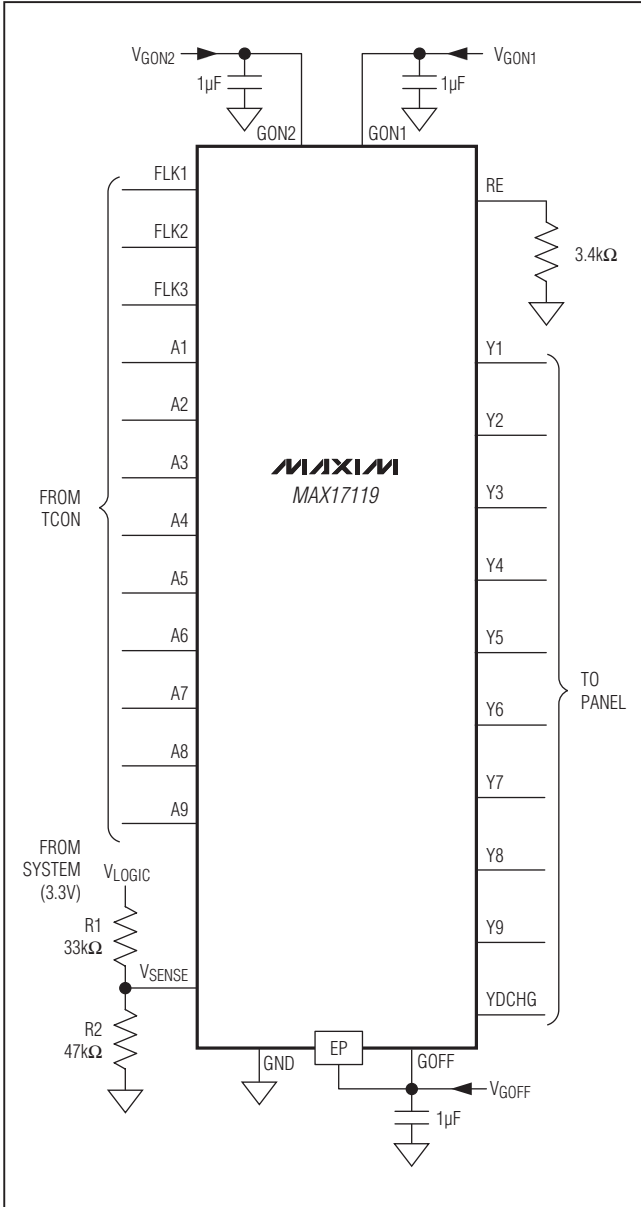 VGON2
VGON1
1µF
1µF
GON2
GON1
FLK1
RE
FLK2
3.4kΩ
FLK3
A1
Y1
A2
Y2
A3
MAXIM
MAX17119
Y3
FROM
TCON
A4
Y4
A5
Y5
A6
TO
PANEL
Y6
A7
Y7
A8
A9
Y8
FROM
SYSTEM
(3.3V)
VLOGIC
R1
33kΩ
Y9
VSENSE
YDCHG
R2
47kΩ
EP
GND
GOFF
VGOFF
1µF